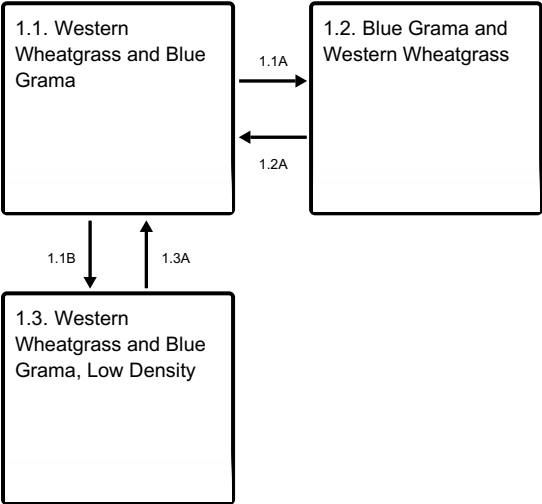 1.1. Western
Wheatgrass and Blue
Grama
1.1A
1.2. Blue Grama and
Western Wheatgrass
1.2A
1.1B
1.3A
1.3. Western
Wheatgrass and Blue
Grama, Low Density